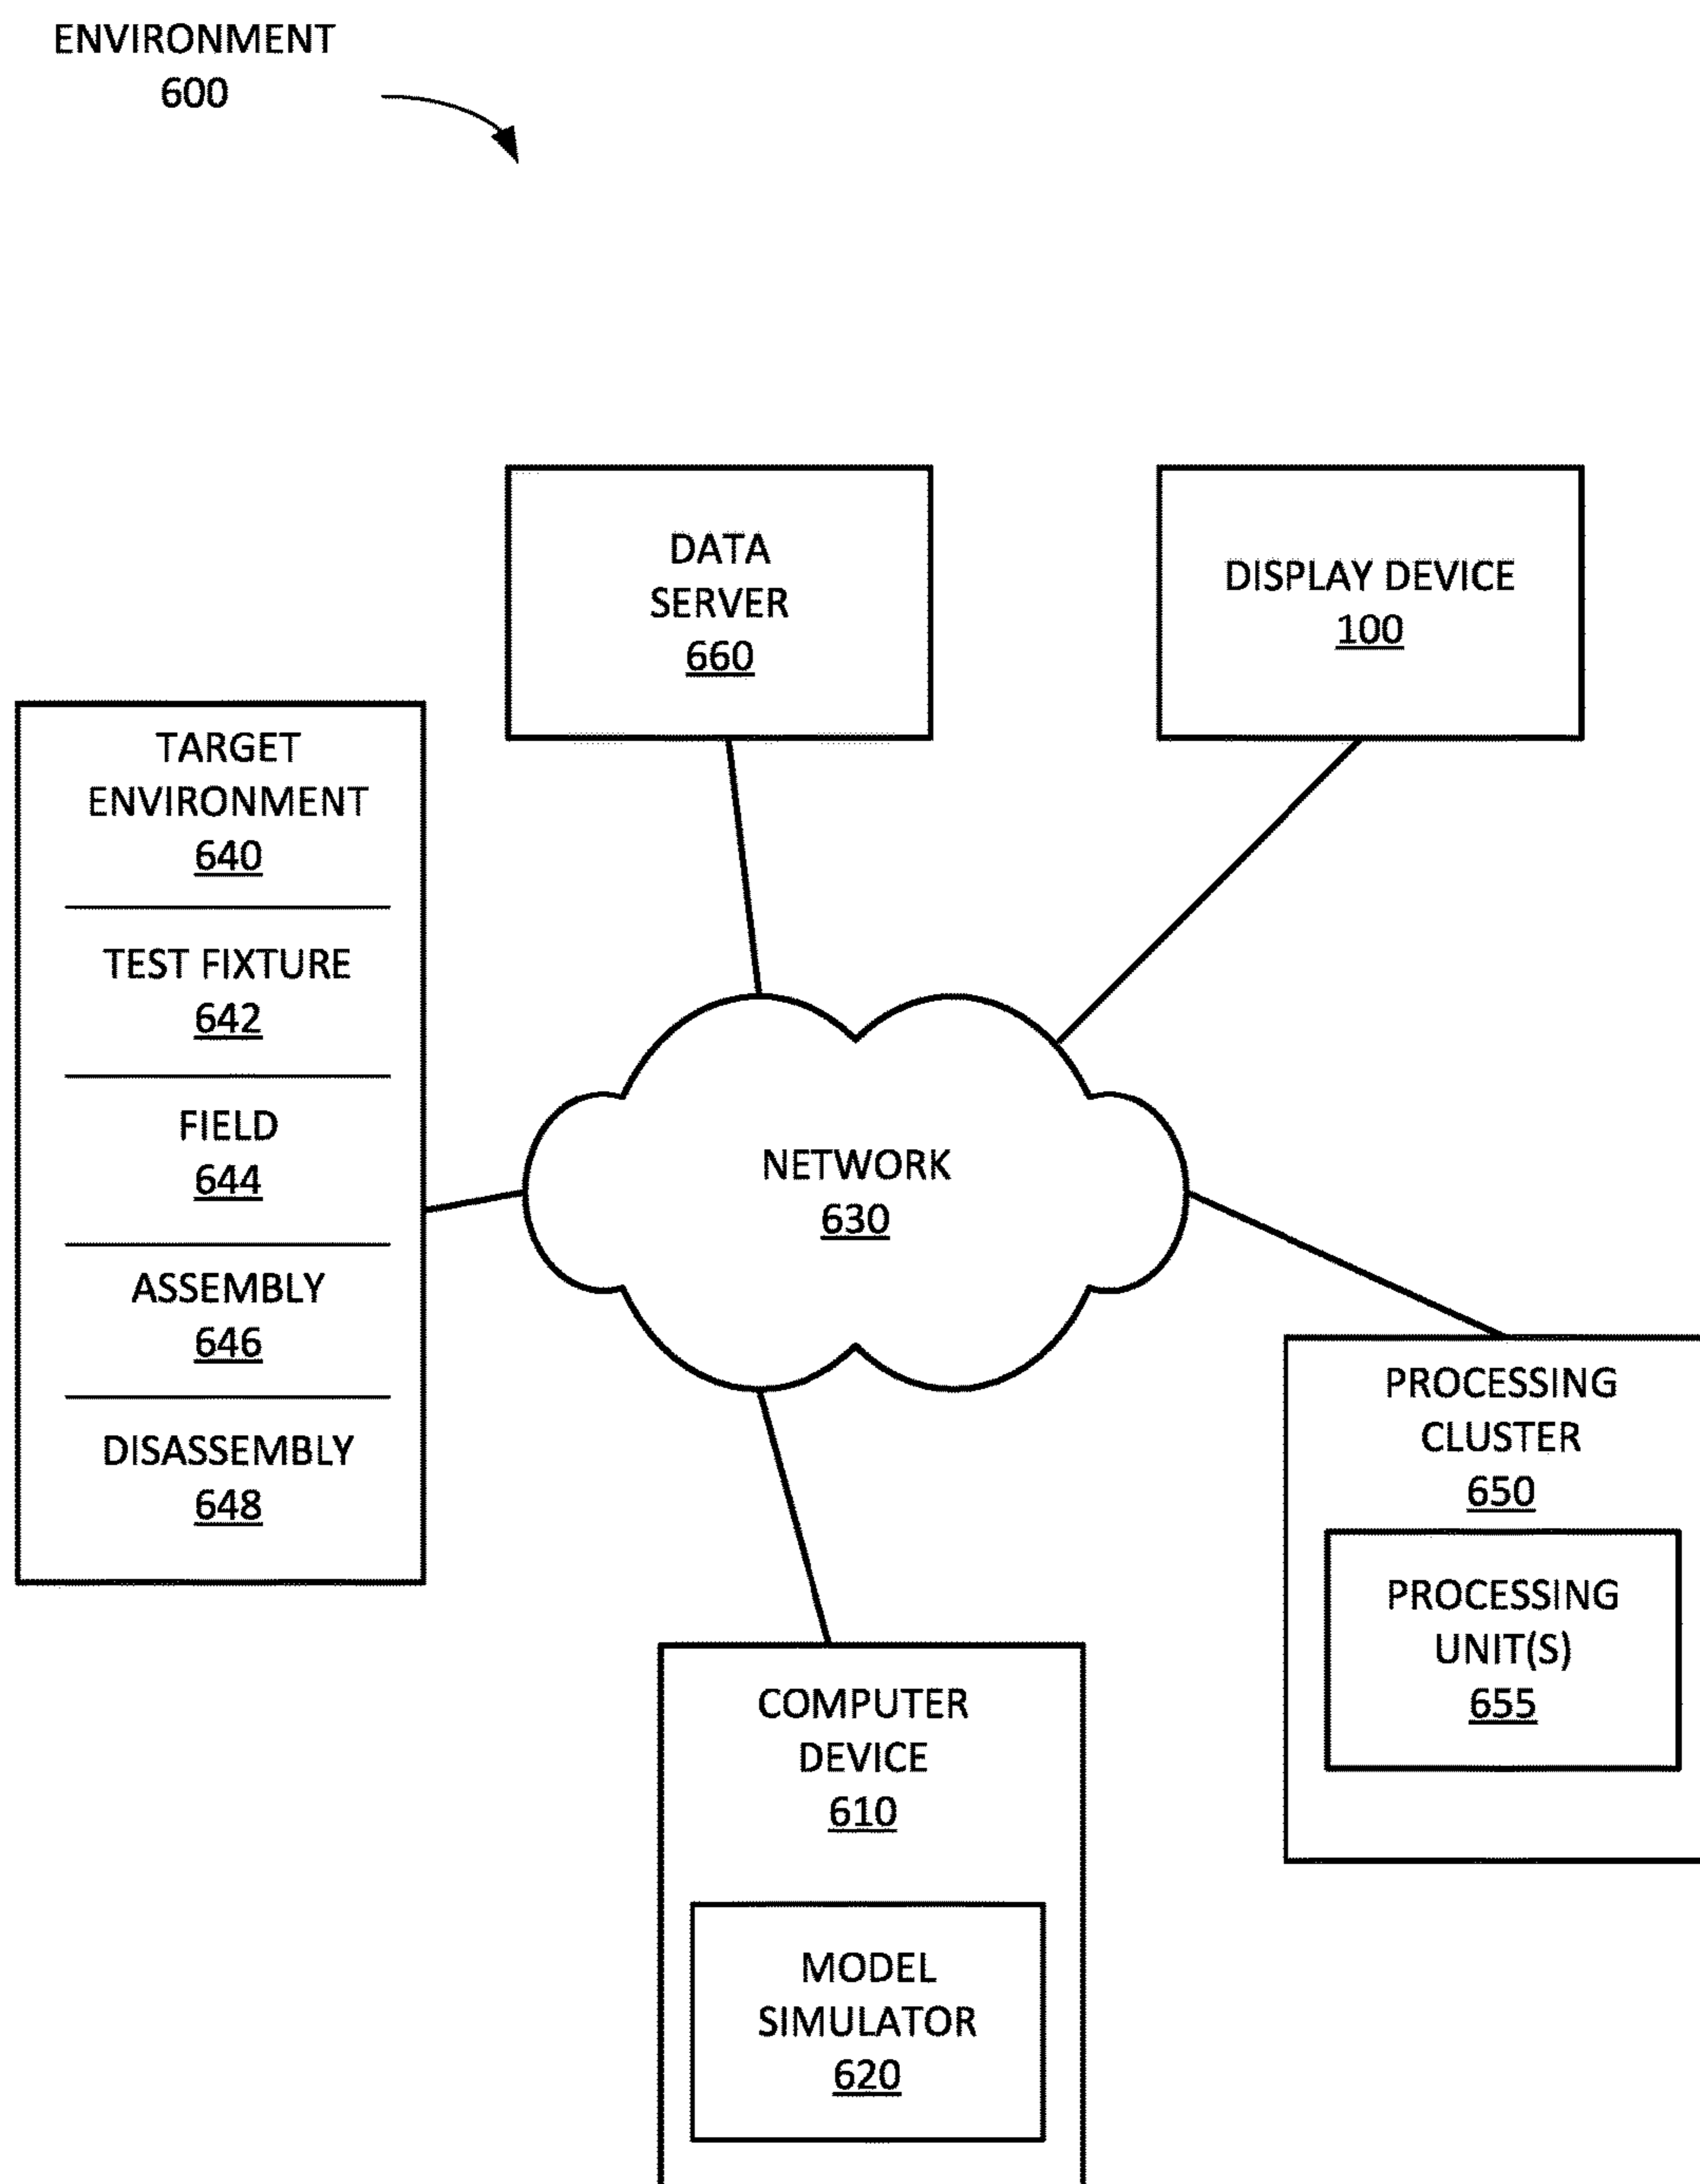 ENVIRONMENT
600
DATA
SERVER
660
DISPLAY DEVICE
100
TARGET
ENVIRONMENT
640
TEST FIXTURE
642
FIELD
644
ASSEMBLY
646
DISASSEMBLY
648
NETWORK
630
PROCESSING
CLUSTER
650
PROCESSING
UNIT(S)
655
COMPUTER
DEVICE
610
MODEL
SIMULATOR
620